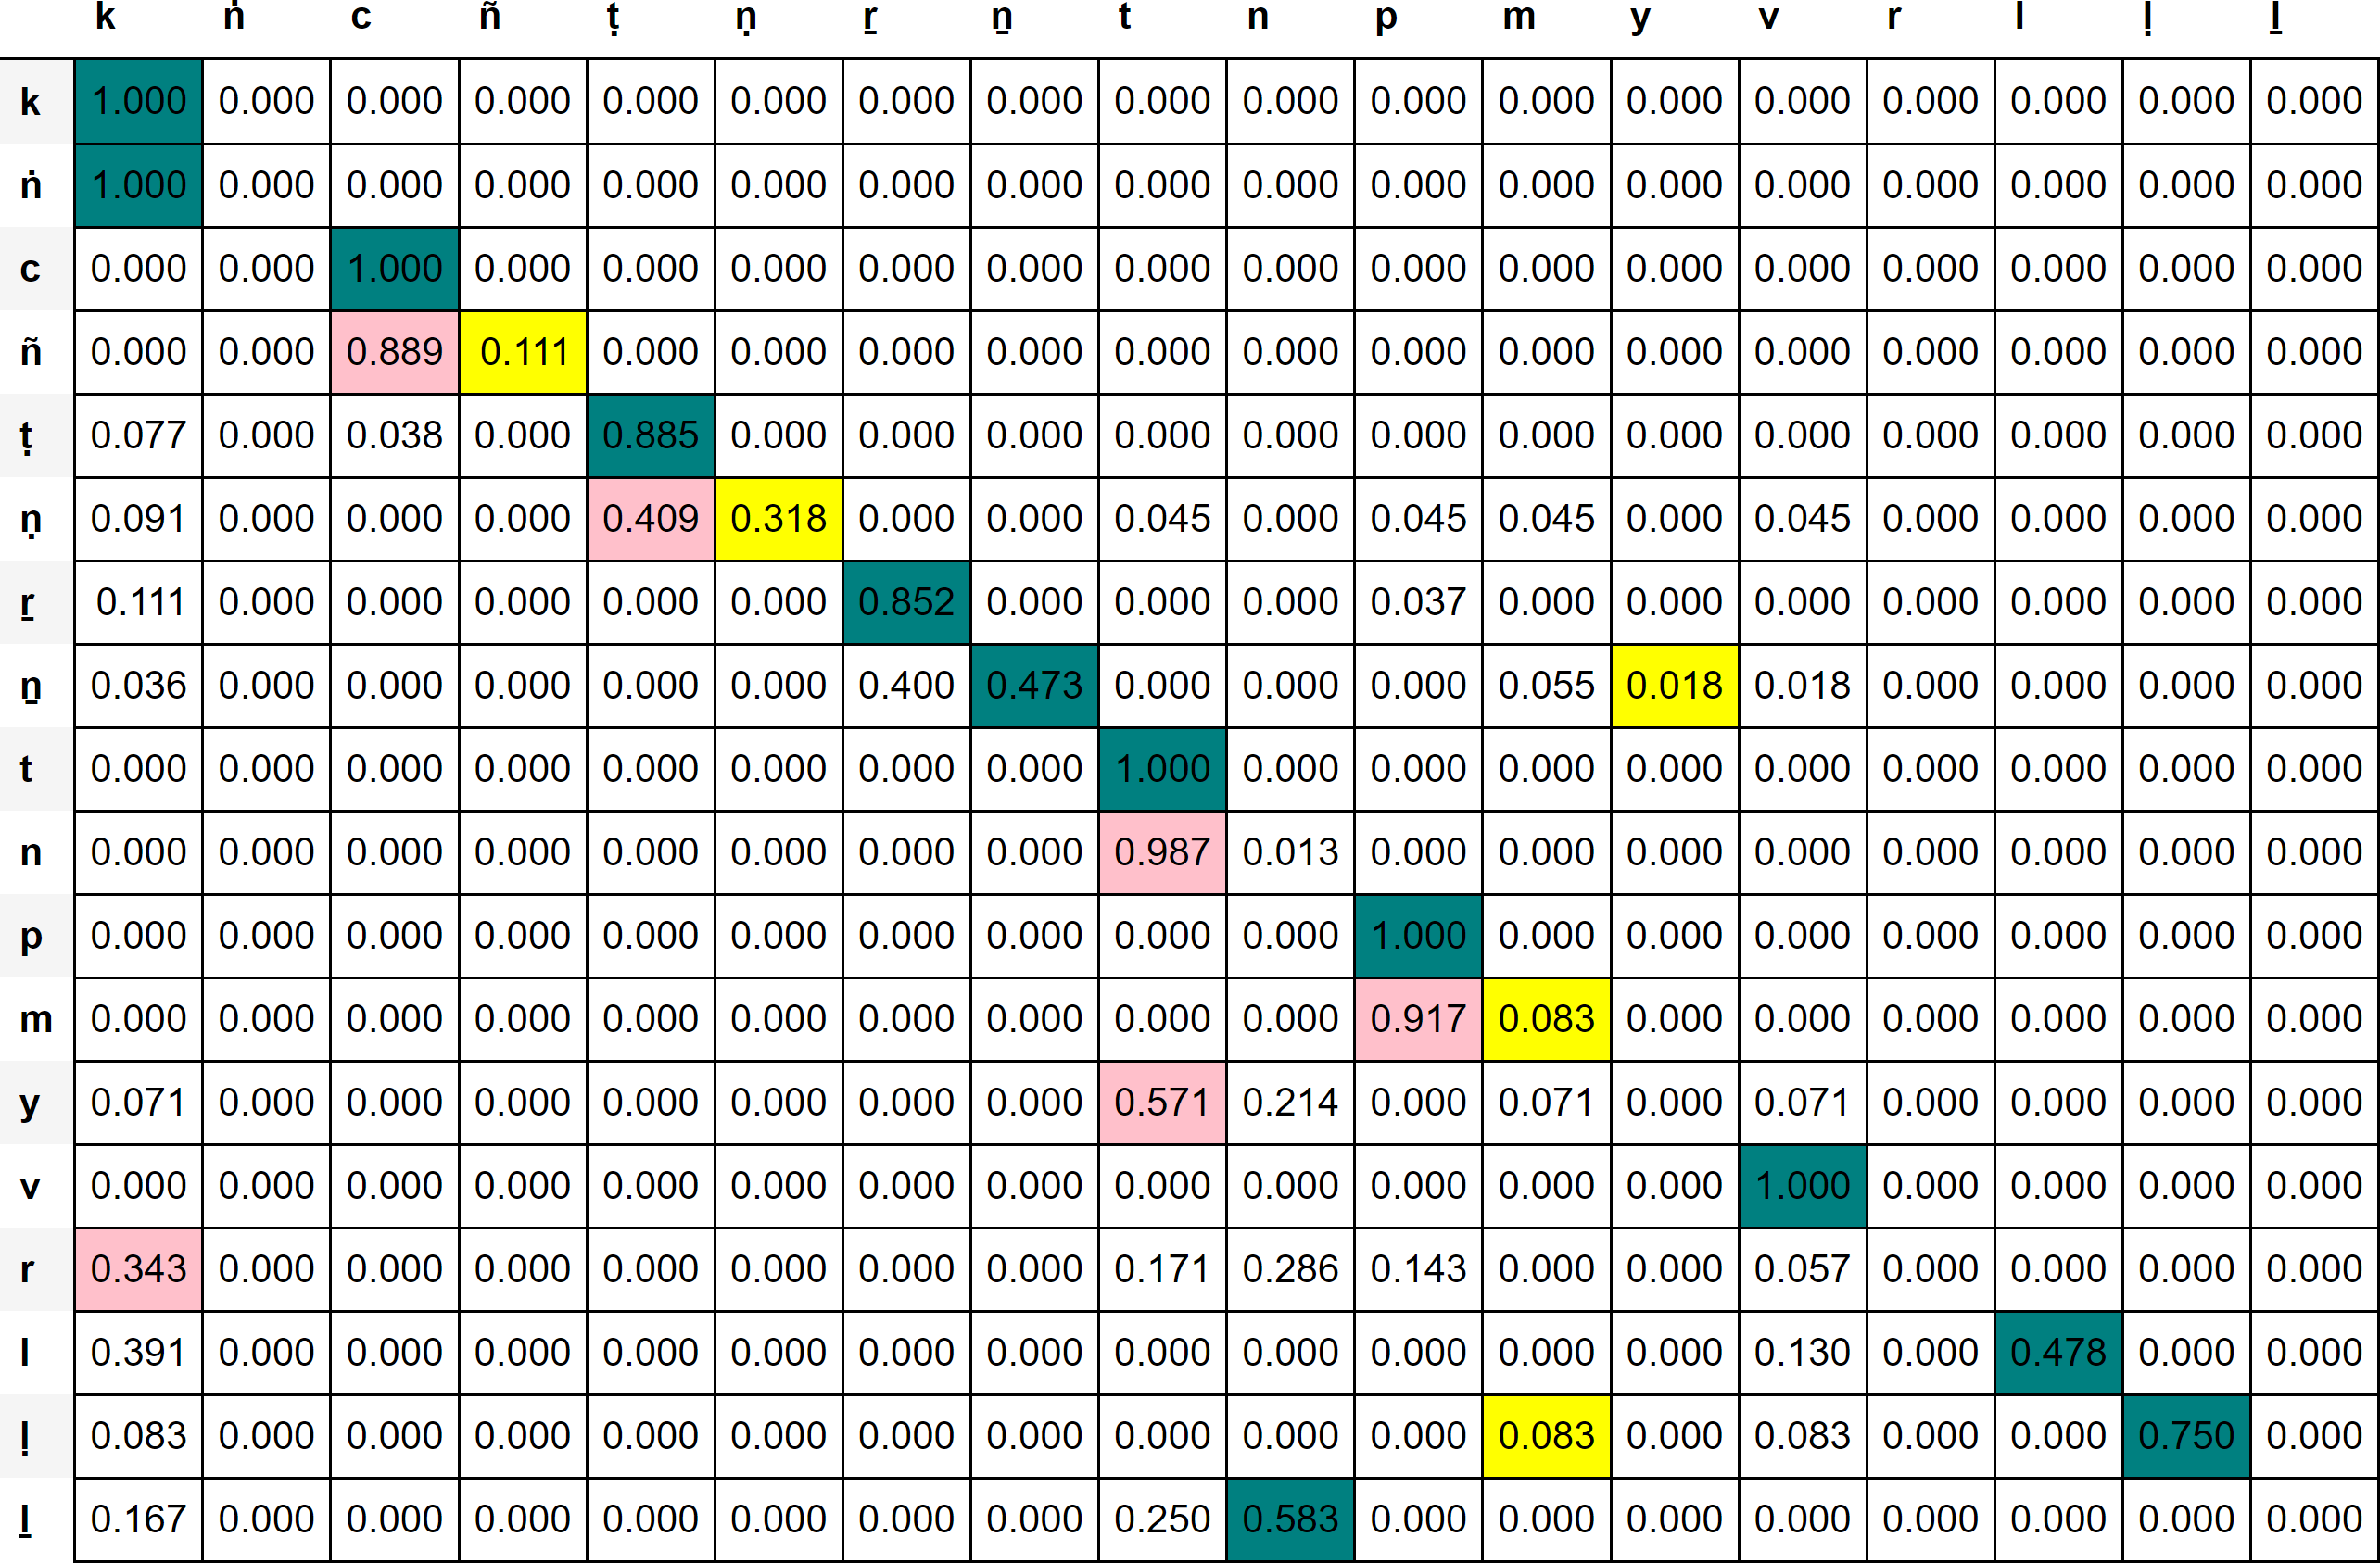 k ṅ c ñ ṭ ṇ ṟ ṉ t n p m y v r l ḷ ḻ
k 1.000 0.000 0.000 0.000 0.000 0.000 0.000 0.000 0.000 0.000 0.000 0.000 0.000 0.000 0.000 0.000 0.000 0.000
ṅ 1.000 0.000 0.000 0.000 0.000 0.000 0.000 0.000 0.000 0.000 0.000 0.000 0.000 0.000 0.000 0.000 0.000 0.000
c 0.000 0.000 1.000 0.000 0.000 0.000 0.000 0.000 0.000 0.000 0.000 0.000 0.000 0.000 0.000 0.000 0.000 0.000
ñ 0.000 0.000 0.889 0.111 0.000 0.000 0.000 0.000 0.000 0.000 0.000 0.000 0.000 0.000 0.000 0.000 0.000 0.000
ṭ 0.077 0.000 0.038 0.000 0.885 0.000 0.000 0.000 0.000 0.000 0.000 0.000 0.000 0.000 0.000 0.000 0.000 0.000
ṇ 0.091 0.000 0.000 0.000 0.409 0.318 0.000 0.000 0.045 0.000 0.045 0.045 0.000 0.045 0.000 0.000 0.000 0.000
ṟ 0.111 0.000 0.000 0.000 0.000 0.000 0.852 0.000 0.000 0.000 0.037 0.000 0.000 0.000 0.000 0.000 0.000 0.000
ṉ 0.036 0.000 0.000 0.000 0.000 0.000 0.400 0.473 0.000 0.000 0.000 0.055 0.018 0.018 0.000 0.000 0.000 0.000
t 0.000 0.000 0.000 0.000 0.000 0.000 0.000 0.000 1.000 0.000 0.000 0.000 0.000 0.000 0.000 0.000 0.000 0.000
n 0.000 0.000 0.000 0.000 0.000 0.000 0.000 0.000 0.987 0.013 0.000 0.000 0.000 0.000 0.000 0.000 0.000 0.000
p 0.000 0.000 0.000 0.000 0.000 0.000 0.000 0.000 0.000 0.000 1.000 0.000 0.000 0.000 0.000 0.000 0.000 0.000
m 0.000 0.000 0.000 0.000 0.000 0.000 0.000 0.000 0.000 0.000 0.917 0.083 0.000 0.000 0.000 0.000 0.000 0.000
y 0.071 0.000 0.000 0.000 0.000 0.000 0.000 0.000 0.571 0.214 0.000 0.071 0.000 0.071 0.000 0.000 0.000 0.000
v 0.000 0.000 0.000 0.000 0.000 0.000 0.000 0.000 0.000 0.000 0.000 0.000 0.000 1.000 0.000 0.000 0.000 0.000
r 0.343 0.000 0.000 0.000 0.000 0.000 0.000 0.000 0.171 0.286 0.143 0.000 0.000 0.057 0.000 0.000 0.000 0.000
l 0.391 0.000 0.000 0.000 0.000 0.000 0.000 0.000 0.000 0.000 0.000 0.000 0.000 0.130 0.000 0.478 0.000 0.000
ḷ 0.083 0.000 0.000 0.000 0.000 0.000 0.000 0.000 0.000 0.000 0.000 0.083 0.000 0.083 0.000 0.000 0.750 0.000
ḻ 0.167 0.000 0.000 0.000 0.000 0.000 0.000 0.000 0.250 0.583 0.000 0.000 0.000 0.000 0.000 0.000 0.000 0.000